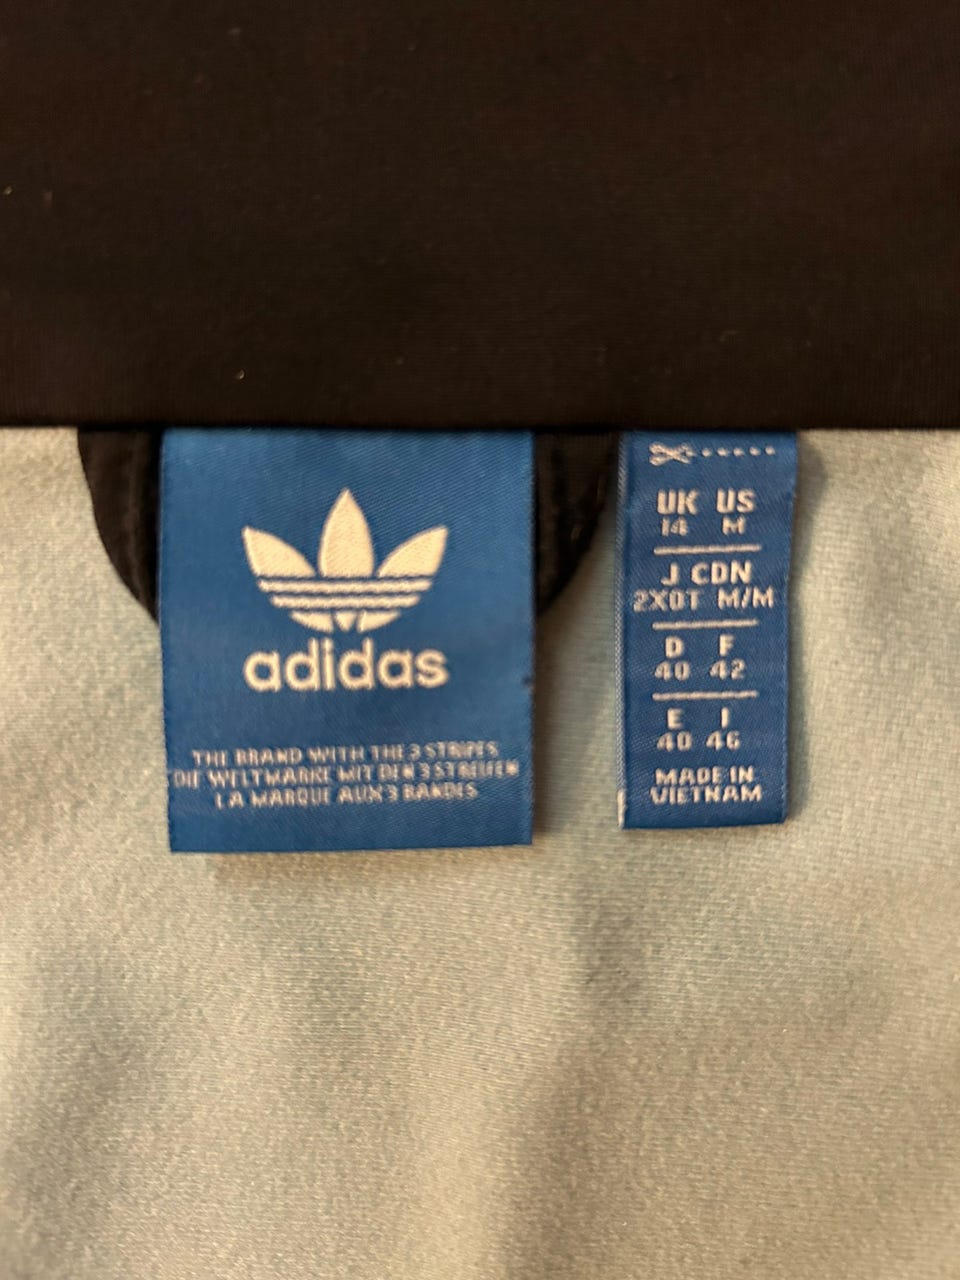 adidas
THE BRAND WITH THE 3 STRIPES
DIE WELTMARKE MIT DEN 3 STREIFEN
LA MARQUE AUX 3 BANDES
UK US
14 M
J CDN
2XOT M/M
D F
40 42
E I
40 46
MADE IN
VIETNAM